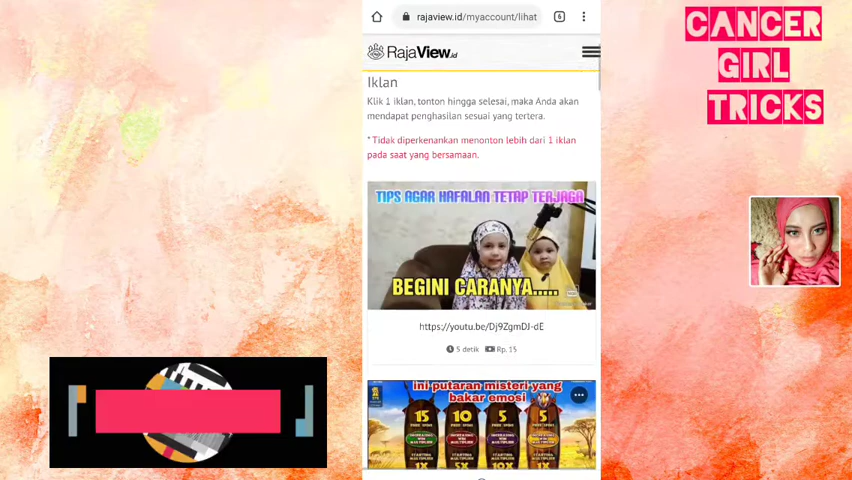 rajaview.id/myaccount/lihat
6
RajaView.id
Iklan
Klik 1 iklan, tonton hingga selesai, maka Anda akan
mendapat penghasilan sesuai yang tertera.
* Tidak diperkenankan menonton lebih dari 1 iklan
pada saat yang bersamaan.
TIPS AGAR HAFALAN TETAP TERJAGA
BEGINI CARANYA.....
https://youtu.be/Dj9ZgmDJ-dE
5 detik Rp. 15
ini putaran misteri yang
bakar emosi
15 10 5 5
1X 5X 10X 1X
CANCER
GIRL
TRICKS